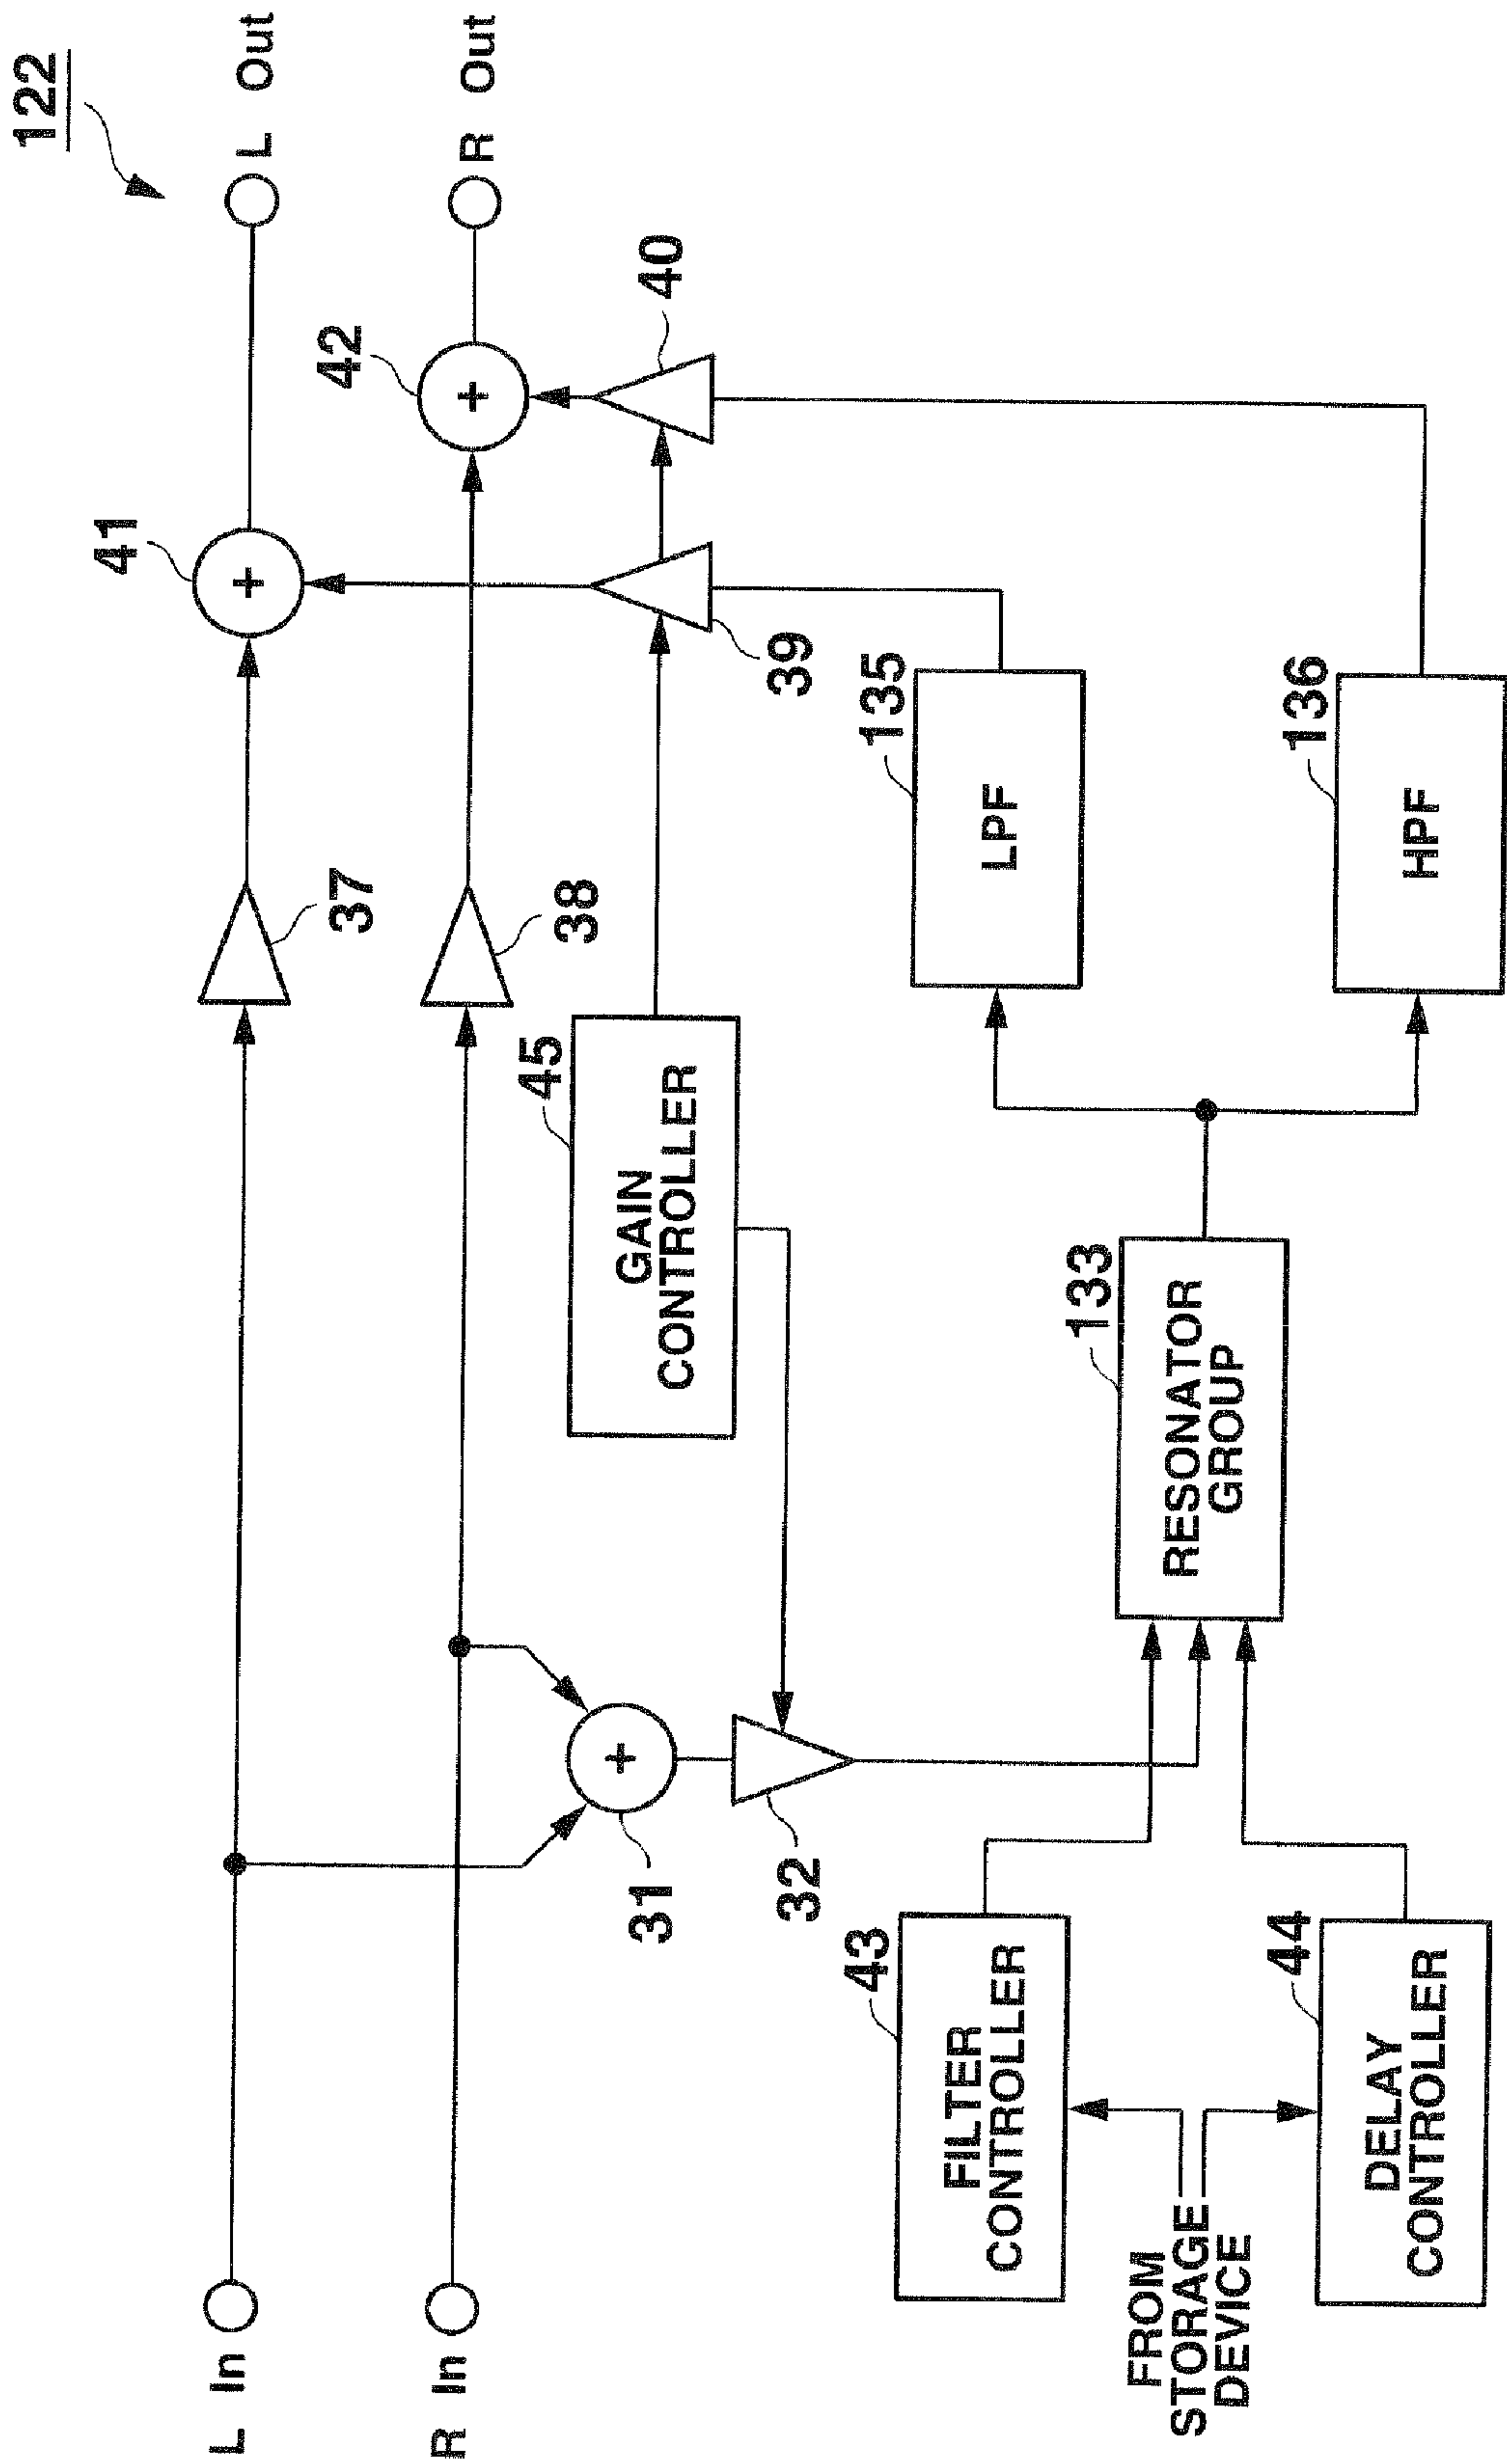 122
L In
L Out
R In
R Out
41
42
37
38
40
39
45
GAIN
CONTROLLER
31
32
135
LPF
133
RESONATOR
GROUP
136
HPF
43
FILTER
CONTROLLER
FROM
STORAGE
DEVICE
44
DELAY
CONTROLLER